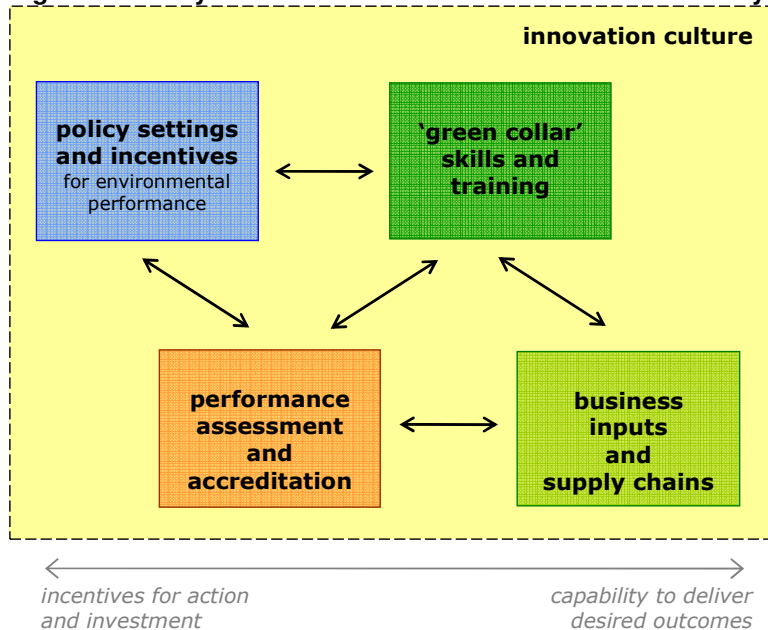 innovation culture
policy settings
and incentives
for environmental
performance
‘green collar’
skills and
training
performance
assessment
and
accreditation
business
inputs
and
supply chains
incentives for action
and investment
capability to deliver
desired outcomes